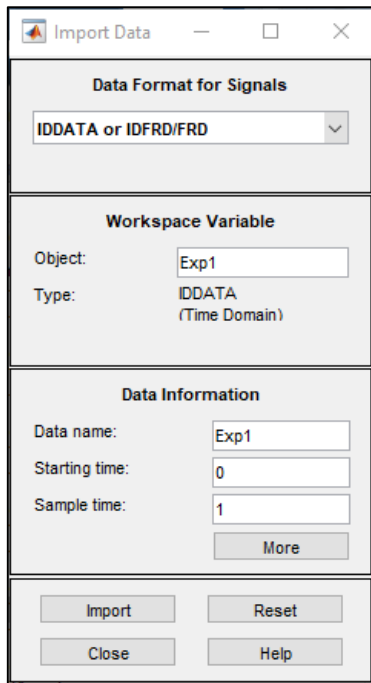 Import Data
Data Format for Signals
IDDATA or IDFRD/FRD
Workspace Variable
Object: Exp1
Type: IDDATA
(Time Domain)
Data Information
Data name: Exp1
Starting time: 0
Sample time: 1
More
Import Reset
Close Help